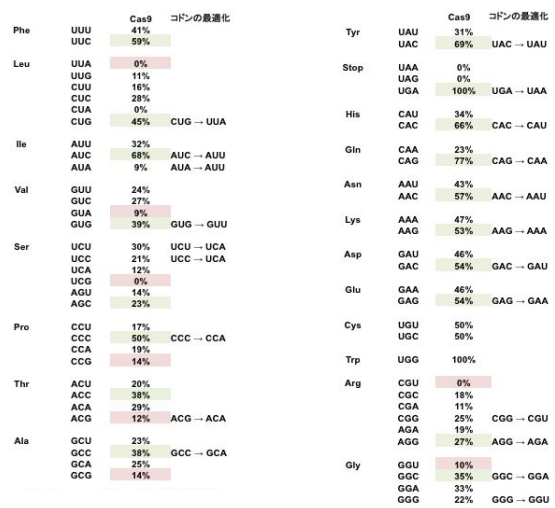 Cas9 コドンの最適化
Phe UUU 41%
UUC 59%
Leu UUA 0%
UUG 11%
CUU 16%
CUC 28%
CUA 0%
CUG 45% CUG → UUA
Ile AUU 32%
AUC 68% AUC → AUU
AUA 9% AUA → AUU
Val GUU 24%
GUC 27%
GUA 9%
GUG 39% GUG → GUU
Ser UCU 30% UCU → UCA
UCC 21% UCC → UCA
UCA 12%
UCG 0%
AGU 14%
AGC 23%
Pro CCU 17%
CCC 50% CCC → CCA
CCA 19%
CCG 14%
Thr ACU 20%
ACC 38%
ACA 29%
ACG 12% ACG → ACA
Ala GCU 23%
GCC 38% GCC → GCA
GCA 25%
GCG 14%
Cas9 コドンの最適化
Tyr UAU 31%
UAC 69% UAC → UAU
Stop UAA 0%
UAG 0%
UGA 100% UGA → UAA
His CAU 34%
CAC 66% CAC → CAU
Gln CAA 23%
CAG 77% CAG → CAA
Asn AAU 43%
AAC 57% AAC → AAU
Lys AAA 47%
AAG 53% AAG → AAA
Asp GAU 46%
GAC 54% GAC → GAU
Glu GAA 46%
GAG 54% GAG → GAA
Cys UGU 50%
UGC 50%
Trp UGG 100%
Arg CGU 0%
CGC 18%
CGA 11%
CGG 25% CGG → CGU
AGA 19%
AGG 27% AGG → AGA
Gly GGU 10%
GGC 35% GGC → GGA
GGA 33%
GGG 22% GGG → GGU